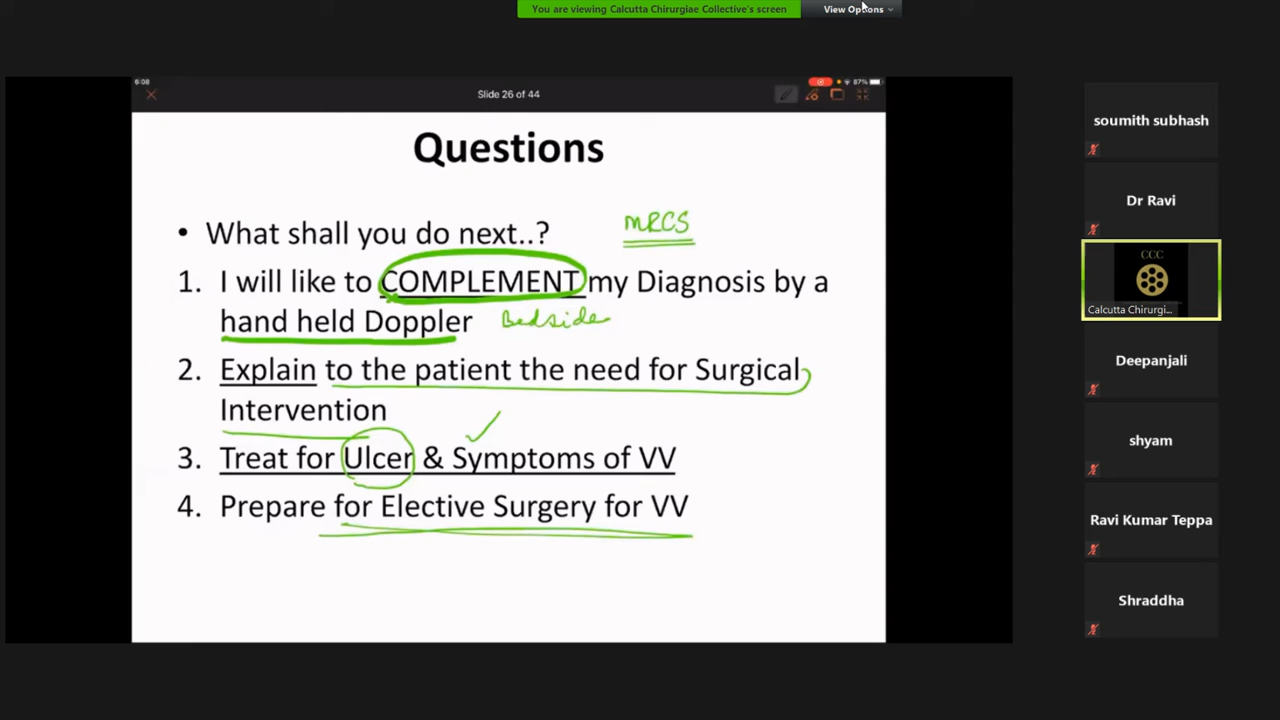 You are viewing Calcutta Chirurgiae Collective's screen
View Options
6:08
87%
Slide 26 of 44
Questions
• What shall you do next..?
MRCS
1. I will like to COMPLEMENT my Diagnosis by a
hand held Doppler
Bedside
2. Explain to the patient the need for Surgical
Intervention
3. Treat for Ulcer & Symptoms of VV
4. Prepare for Elective Surgery for VV
soumith subhash
Dr Ravi
CCC
Calcutta Chirurgi...
Deepanjali
shyam
Ravi Kumar Teppa
Shraddha